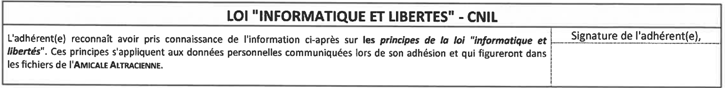 LOI "INFORMATIQUE ET LIBERTES" - CNIL
L'adhérent(e) reconnaît avoir pris connaissance de l'information ci-après sur les principes de la loi "informatique et
libertés". Ces principes s'appliquent aux données personnelles communiquées lors de son adhésion et qui figureront dans
les fichiers de l'AMICALE ALTRACIENNE.
Signature de l'adhérent(e),